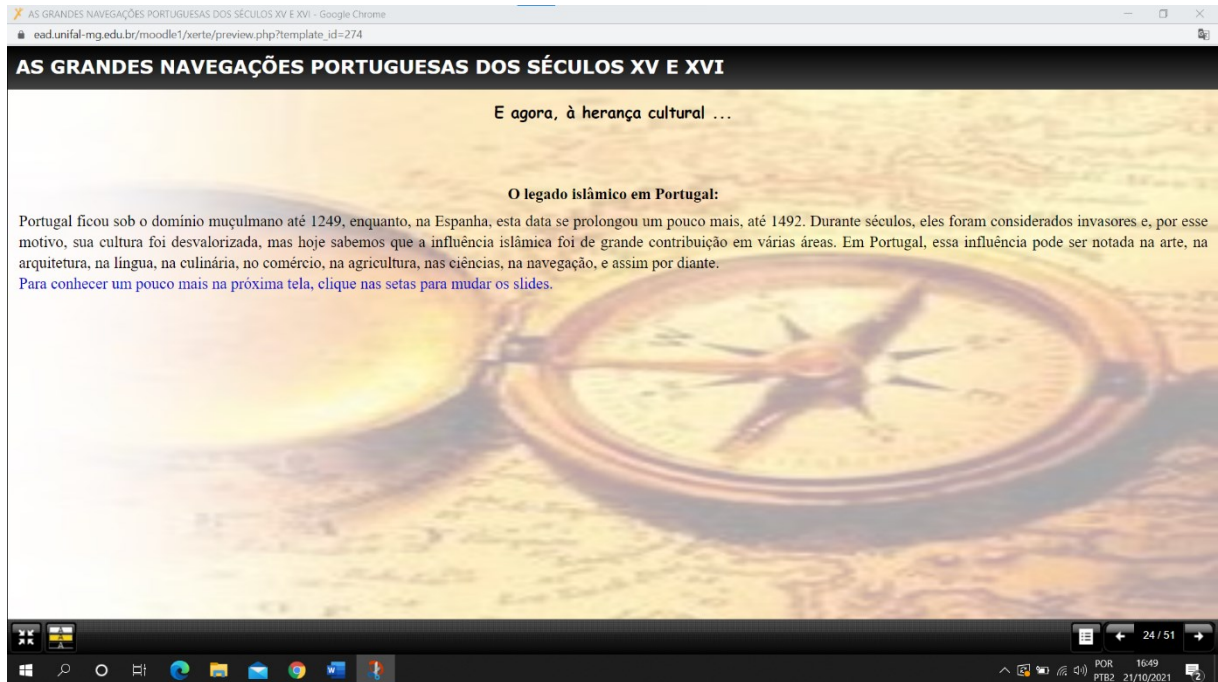 AS GRANDES NAVEGAÇÕES PORTUGUESAS DOS SÉCULOS XV E XVI - Google Chrome
ead.unifal-mg.edu.br/moodle1/xerte/preview.php?template_id=274
AS GRANDES NAVEGAÇÕES PORTUGUESAS DOS SÉCULOS XV E XVI
E agora, à herança cultural ...
O legado islâmico em Portugal:
Portugal ficou sob o domínio muçulmano até 1249, enquanto, na Espanha, esta data se prolongou um pouco mais, até 1492. Durante séculos, eles foram considerados invasores e, por esse
motivo, sua cultura foi desvalorizada, mas hoje sabemos que a influência islâmica foi de grande contribuição em várias áreas. Em Portugal, essa influência pode ser notada na arte, na
arquitetura, na língua, na culinária, no comércio, na agricultura, nas ciências, na navegação, e assim por diante.
Para conhecer um pouco mais na próxima tela, clique nas setas para mudar os slides.
24 / 51
POR 16:49
PTB2 21/10/2021